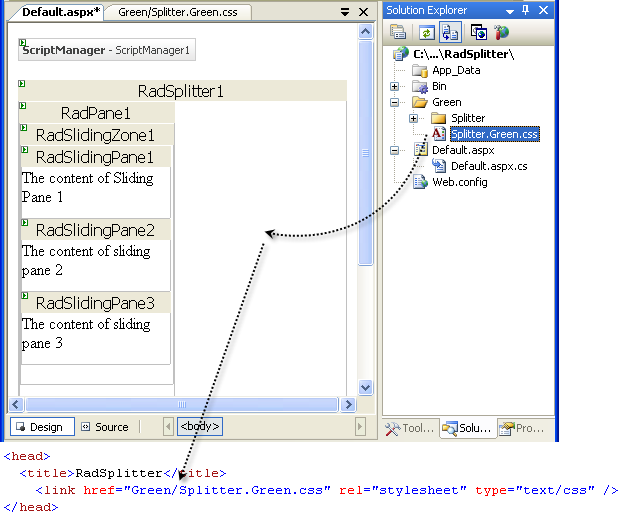 Default.aspx* Green/Splitter.Green.css
ScriptManager - ScriptManager1
RadSplitter1
RadPane1
RadSlidingZone1
RadSlidingPane1
The content of Sliding
Pane 1
RadSlidingPane2
The content of sliding
pane 2
RadSlidingPane3
The content of sliding
pane 3
Design Source <body>
Solution Explorer
C:\...\RadSplitter\
App_Data
Bin
Green
Splitter
Splitter.Green.css
Default.aspx
Default.aspx.cs
Web.config
Tool... Solu... Pro...
<head>
<title>RadSplitter</title>
<link href="Green/Splitter.Green.css" rel="stylesheet" type="text/css" />
</head>